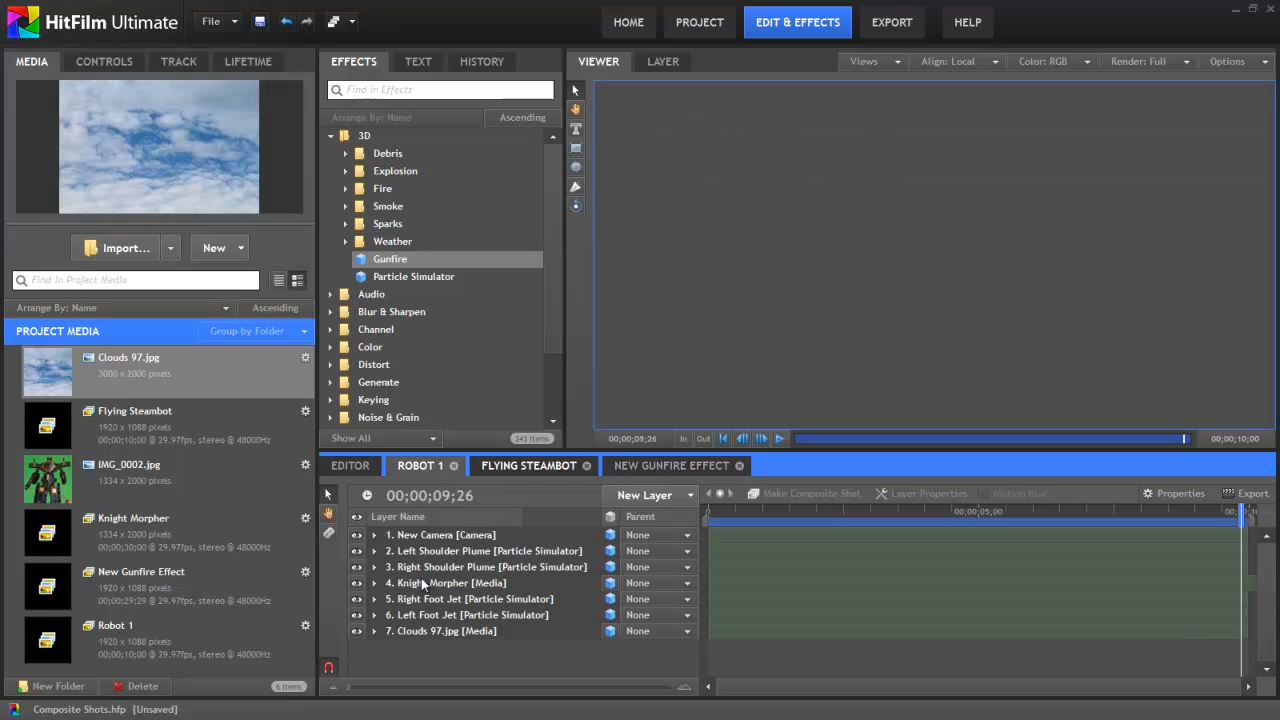 HitFilm Ultimate
File
HOME
PROJECT
EDIT & EFFECTS
EXPORT
HELP
MEDIA
CONTROLS
TRACK
LIFETIME
EFFECTS
TEXT
HISTORY
VIEWER
LAYER
Views
Align: Local
Color: RGB
Render: Full
Options
Find in Effects
Arrange By: Name
Ascending
3D
Debris
Explosion
Fire
Smoke
Sparks
Weather
Gunfire
Particle Simulator
Audio
Blur & Sharpen
Channel
Color
Distort
Generate
Keying
Noise & Grain
Show All
243 Items
Import...
New
Find in Project Media
Arrange By: Name
Ascending
PROJECT MEDIA
Group by Folder
Clouds 97.jpg
3000 x 2000 pixels
Flying Steambot
1920 x 1088 pixels
00;00;10;00 @ 29.97fps, stereo @ 48000Hz
IMG_0002.jpg
1334 x 2000 pixels
Knight Morpher
1334 x 2000 pixels
00;00;30;00 @ 29.97fps, stereo @ 48000Hz
New Gunfire Effect
1920 x 1088 pixels
00;00;29;29 @ 29.97fps, stereo @ 48000Hz
Robot 1
1920 x 1088 pixels
00;00;10;00 @ 29.97fps, stereo @ 48000Hz
New Folder
Delete
6 Items
00;00;09;26
In
Out
00;00;10;00
EDITOR
ROBOT 1
FLYING STEAMBOT
NEW GUNFIRE EFFECT
00;00;09;26
New Layer
Make Composite Shot.
Layer Properties
Motion Blur
Properties
Export
Layer Name
Parent
00;00;05;00
1. New Camera [Camera]
None
2. Left Shoulder Plume [Particle Simulator]
None
3. Right Shoulder Plume [Particle Simulator]
None
4. Knight Morpher [Media]
None
5. Right Foot Jet [Particle Simulator]
None
6. Left Foot Jet [Particle Simulator]
None
7. Clouds 97.jpg [Media]
None
Composite Shots.hfp [Unsaved]